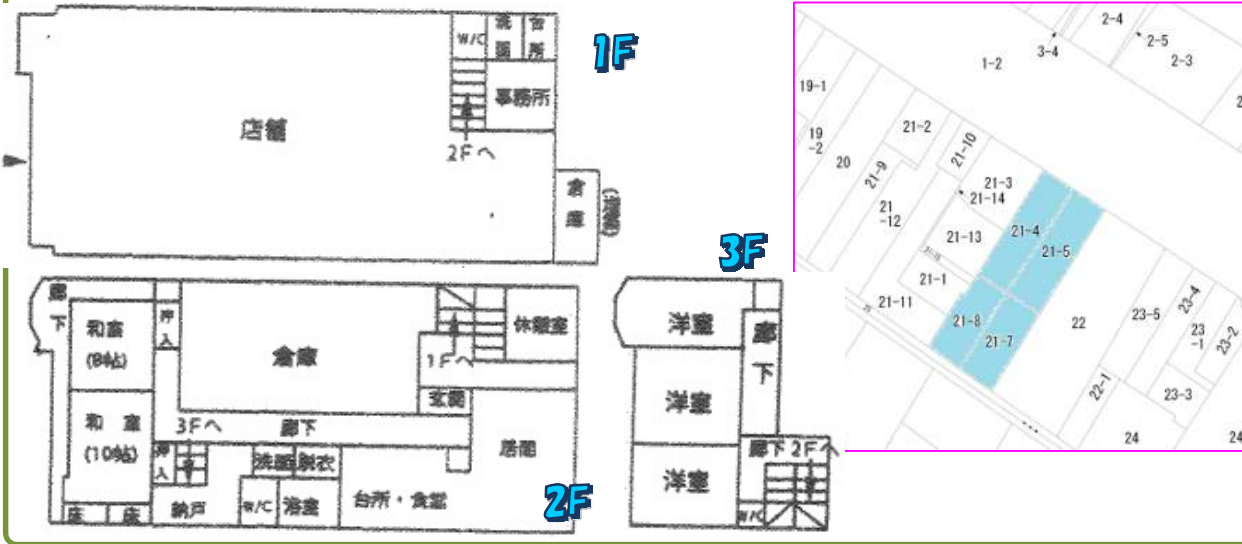 1F
W/C
洗面
台所
事務所
店舗
2Fへ
倉庫
2F
廊下
和室
(8帖)
押入
倉庫
1Fへ
休憩室
玄関
和室
(10帖)
3Fへ
廊下
押入
洗面
脱衣
居間
床
床
納戸
W/C
浴室
台所・食堂
3F
洋室
廊下
洋室
洋室
廊下
2Fへ
W/C
2-4
2-5
3-4
2-3
1-2
19-1
19
-2
20
21-2
21-10
21-9
21-3
21-14
21
-12
21-4
21-13
21-5
21-1
21-11
21-8
21-7
22
23-5
23-4
23
-1
23-2
22-1
23-3
24
24